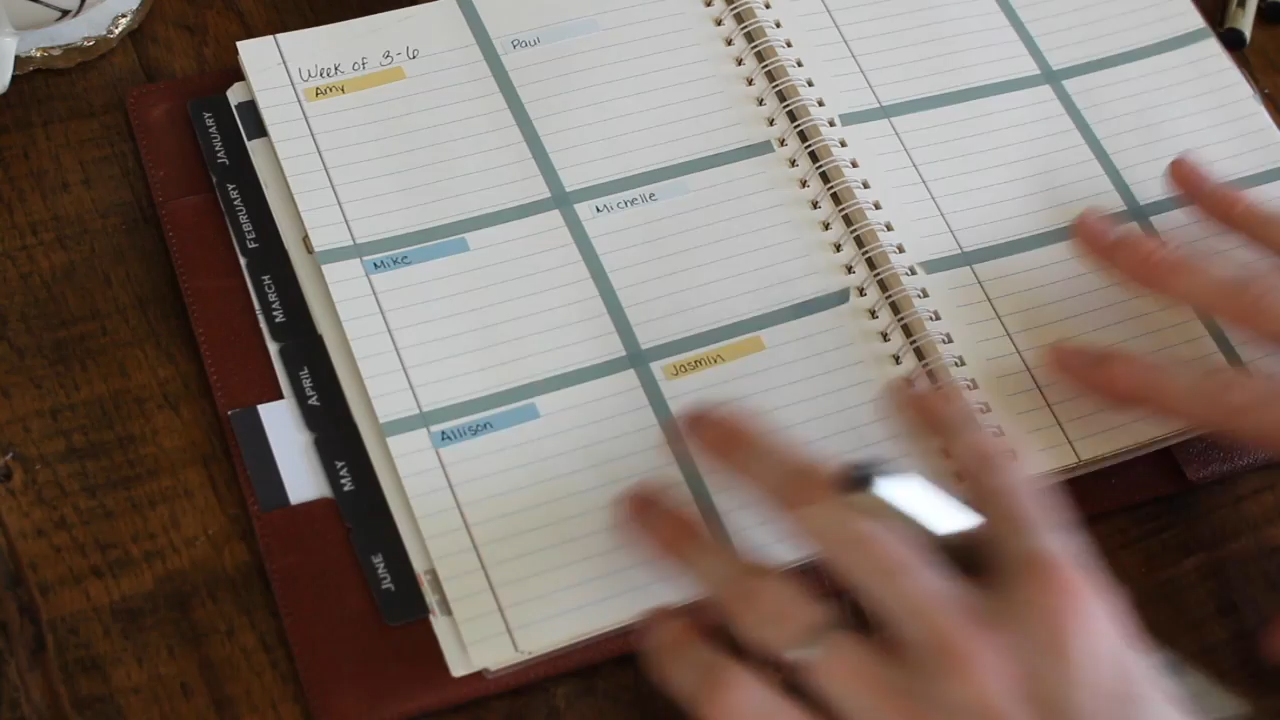 Week of 3-6
Amy
Paul
Mike
Michelle
Allison
Jasmin
JANUARY
FEBRUARY
MARCH
APRIL
MAY
JUNE